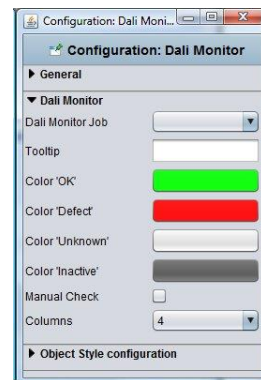 Configuration: Dali Moni...
Configuration: Dali Monitor
General
Dali Monitor
Dali Monitor Job
Tooltip
Color 'OK'
Color 'Defect'
Color 'Unknown'
Color 'Inactive'
Manual Check
Columns 4
Object Style configuration